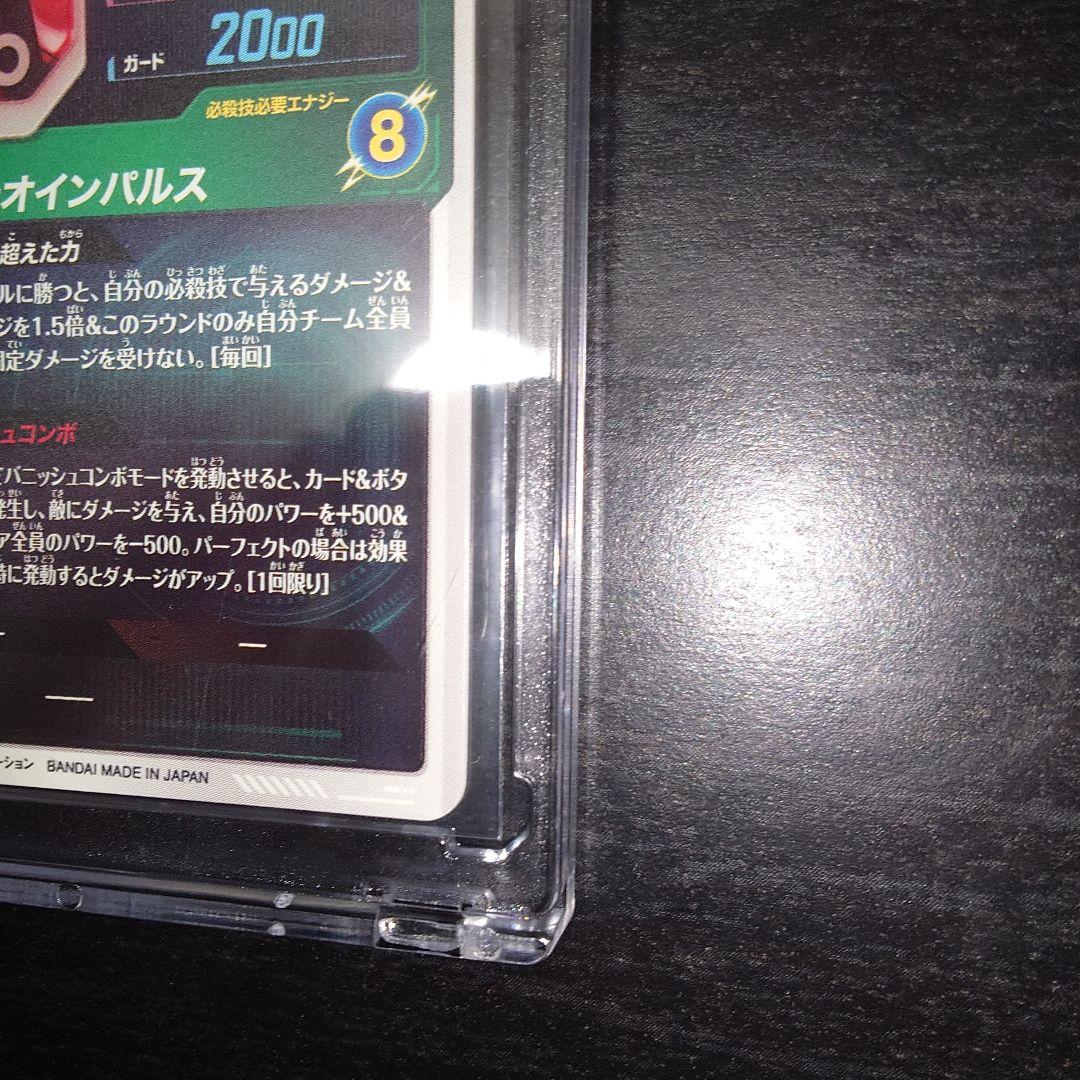 ガード 2000
必殺技必要エナジー 8
オインパルス
超えた力
ルに勝つと、自分の必殺技で与えるダメージ&
ジを1.5倍&このラウンドのみ自分チーム全員
固定ダメージを受けない。[毎回]
ュコンボ
てバニッシュコンボモードを発動させると、カード&ボタ
発生し、敵にダメージを与え、自分のパワーを+500&
ア全員のパワーを-500。パーフェクトの場合は効果
時に発動するとダメージがアップ。[1回限り]
ーション BANDAI MADE IN JAPAN